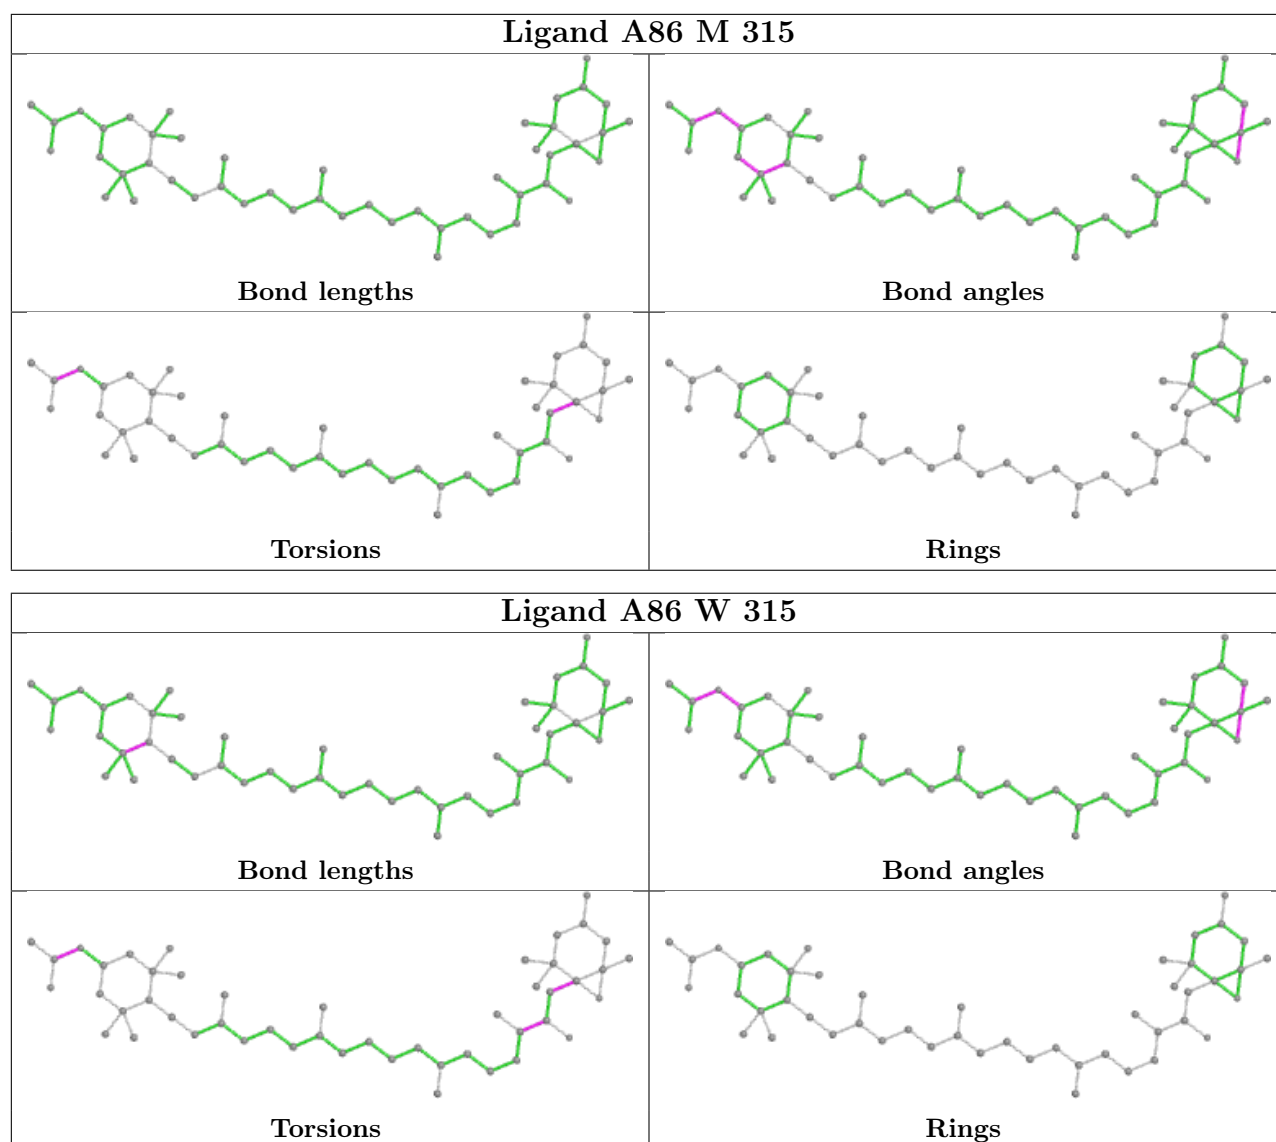 Ligand A86 M 315
Bond lengths
Bond angles
Torsions
Rings
Ligand A86 W 315
Bond lengths
Bond angles
Torsions
Rings